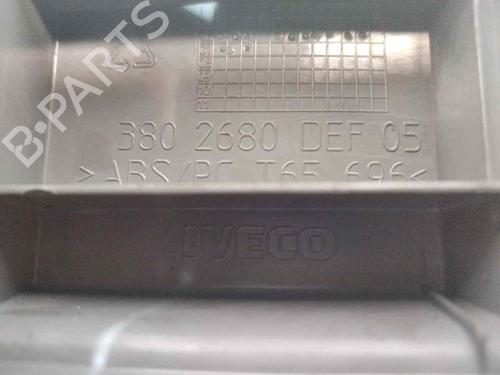 380 2680 DEF 05
>ABS/PC T65 696<
IVECO
B-PARTS